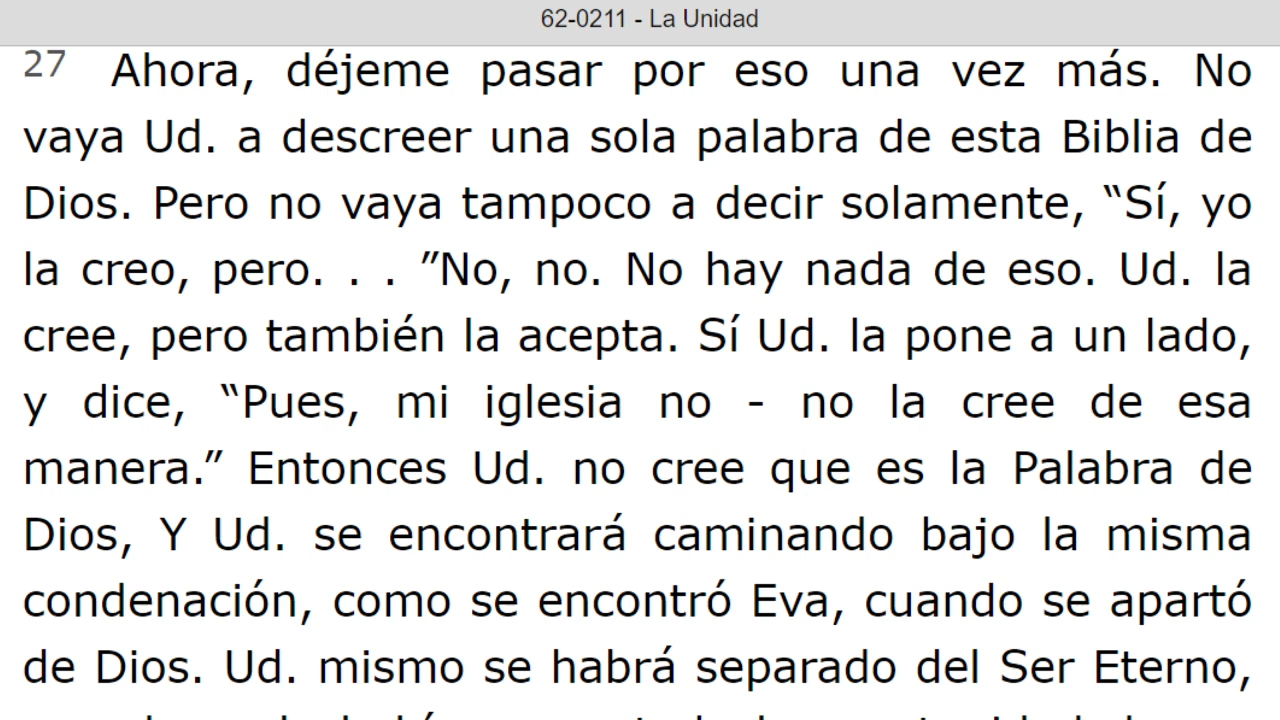 62-0211 - La Unidad
27 Ahora, déjeme pasar por eso una vez más. No
vaya Ud. a descreer una sola palabra de esta Biblia de
Dios. Pero no vaya tampoco a decir solamente, “Sí, yo
la creo, pero. . . ”No, no. No hay nada de eso. Ud. la
cree, pero también la acepta. Sí Ud. la pone a un lado,
y dice, “Pues, mi iglesia no - no la cree de esa
manera.” Entonces Ud. no cree que es la Palabra de
Dios, Y Ud. se encontrará caminando bajo la misma
condenación, como se encontró Eva, cuando se apartó
de Dios. Ud. mismo se habrá separado del Ser Eterno,